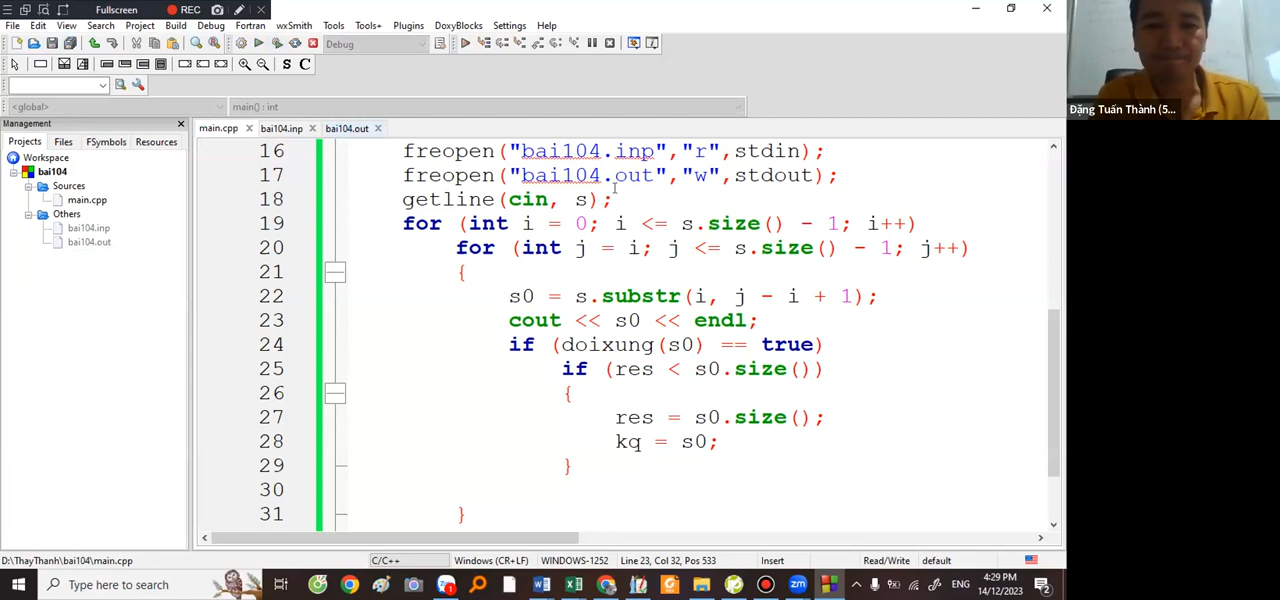 Fullscreen REC
File Edit View Search Project Build Debug Fortran wxSmith Tools Tools+ Plugins DoxyBlocks Settings Help
Debug
S C
<global> main() : int
Management
Projects Files FSymbols Resources
Workspace
bai104
Sources
main.cpp
Others
bai104.inp
bai104.out
main.cpp bai104.inp bai104.out
16 freopen("bai104.inp","r",stdin);
17 freopen("bai104.out","w",stdout);
18 getline(cin, s);
19 for (int i = 0; i <= s.size() - 1; i++)
20 for (int j = i; j <= s.size() - 1; j++)
21 {
22 s0 = s.substr(i, j - i + 1);
23 cout << s0 << endl;
24 if (doixung(s0) == true)
25 if (res < s0.size())
26 {
27 res = s0.size();
28 kq = s0;
29 }
30
31 }
Đặng Tuấn Thành (5...
D:\ThayThanh\bai104\main.cpp C/C++ Windows (CR+LF) WINDOWS-1252 Line 23, Col 32, Pos 533 Insert Read/Write default
Type here to search
ENG
4:29 PM
14/12/2023
2